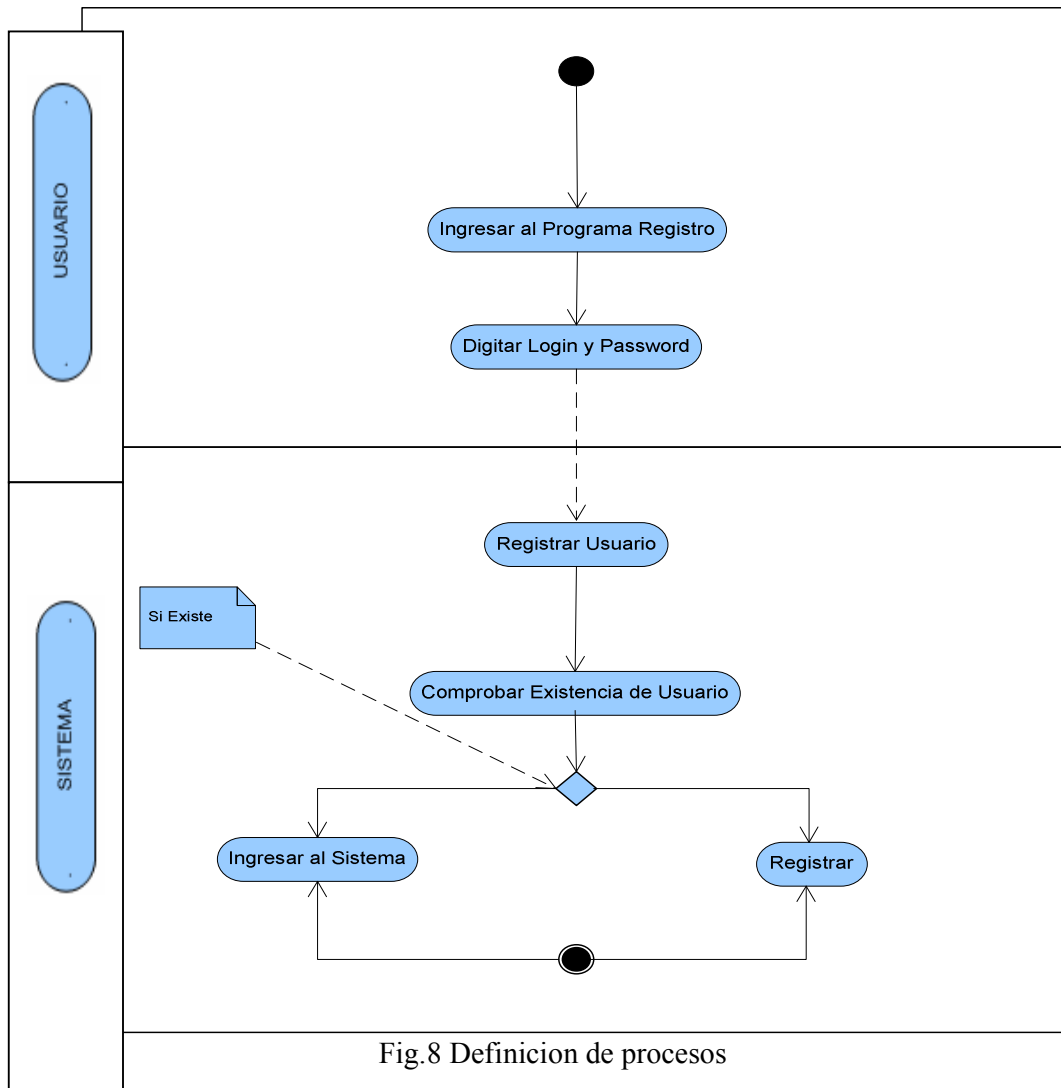 USUARIO
Ingresar al Programa Registro
Digitar Login y Password
SISTEMA
Registrar Usuario
Si Existe
Comprobar Existencia de Usuario
Ingresar al Sistema
Registrar
Fig.8 Definicion de procesos